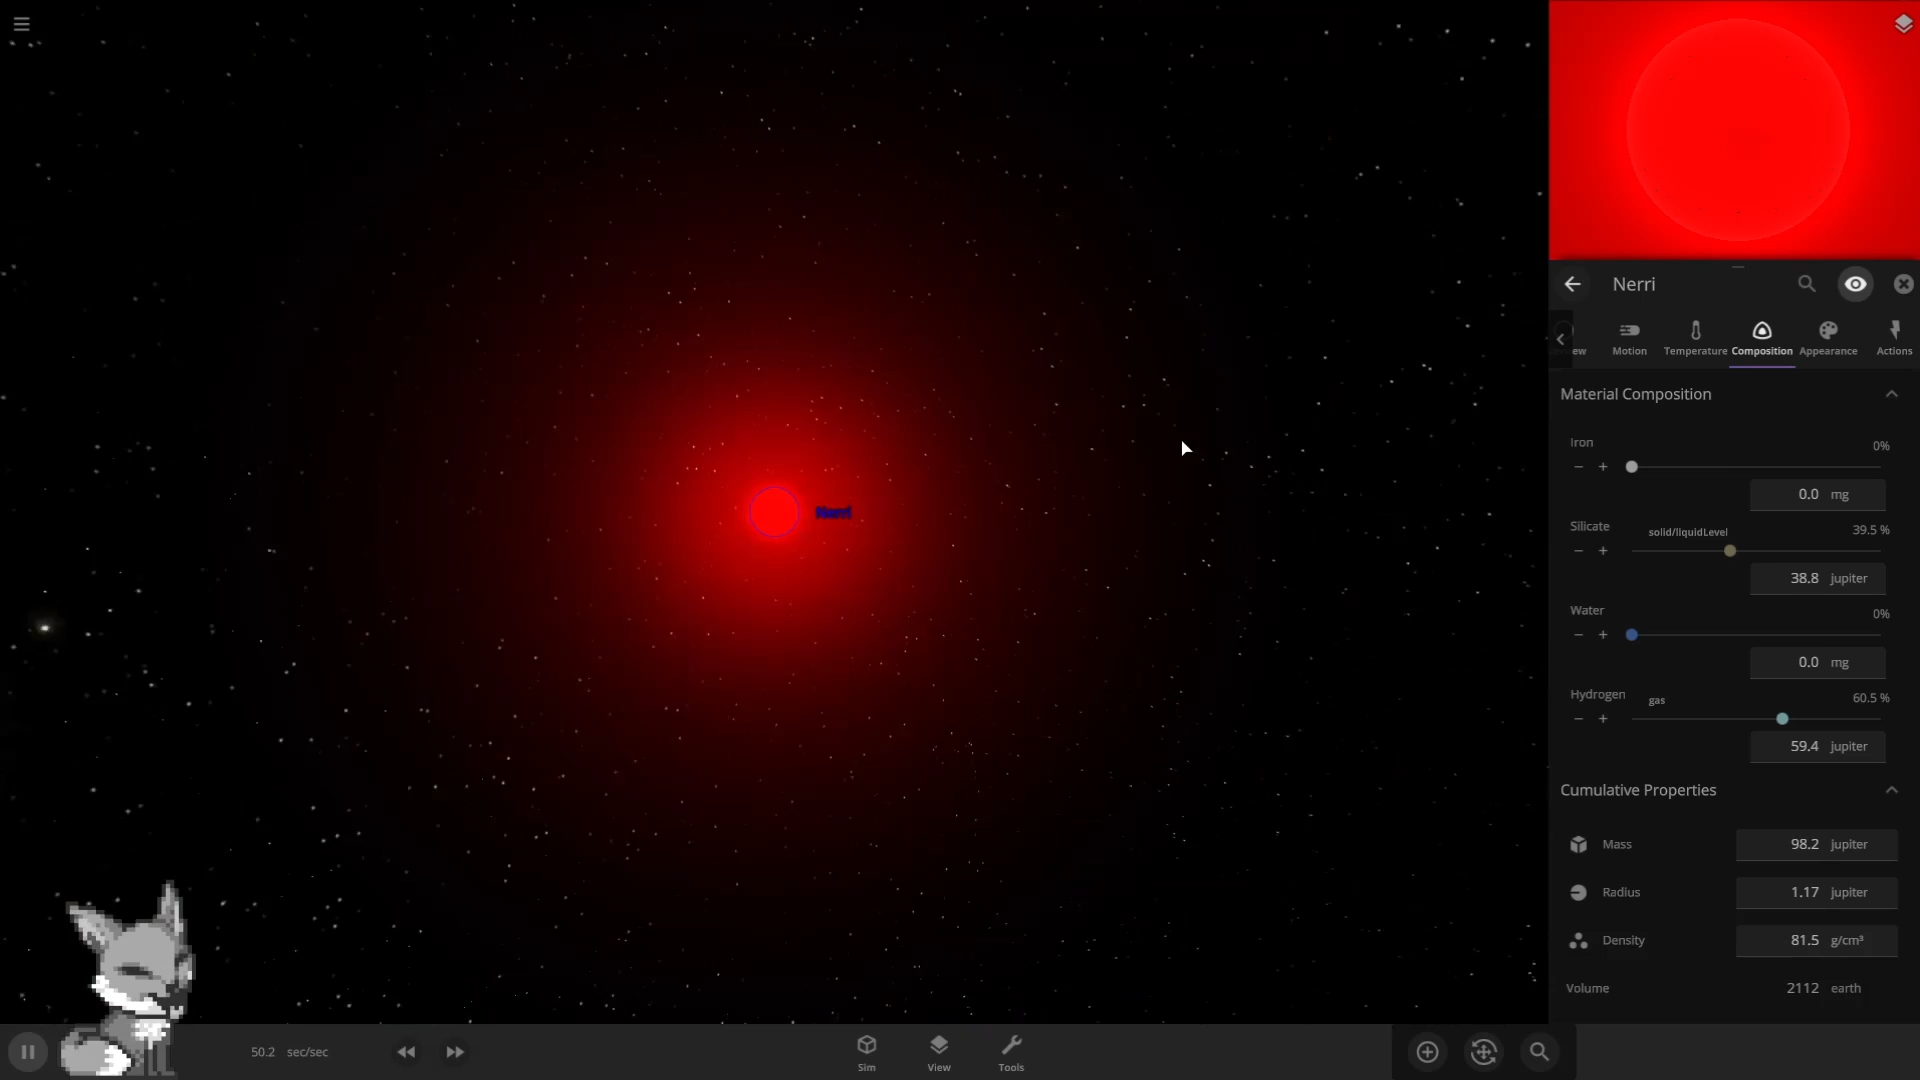 Nerri
ew
Motion
Temperature
Composition
Appearance
Actions
Material Composition
Iron
0%
0.0 mg
Silicate
solid/liquidLevel
39.5 %
38.8 jupiter
Water
0%
0.0 mg
Hydrogen
gas
60.5 %
59.4 jupiter
Cumulative Properties
Mass 98.2 jupiter
Radius 1.17 jupiter
Density 81.5 g/cm³
Volume 2112 earth
Nerri
50.2 sec/sec
Sim
View
Tools